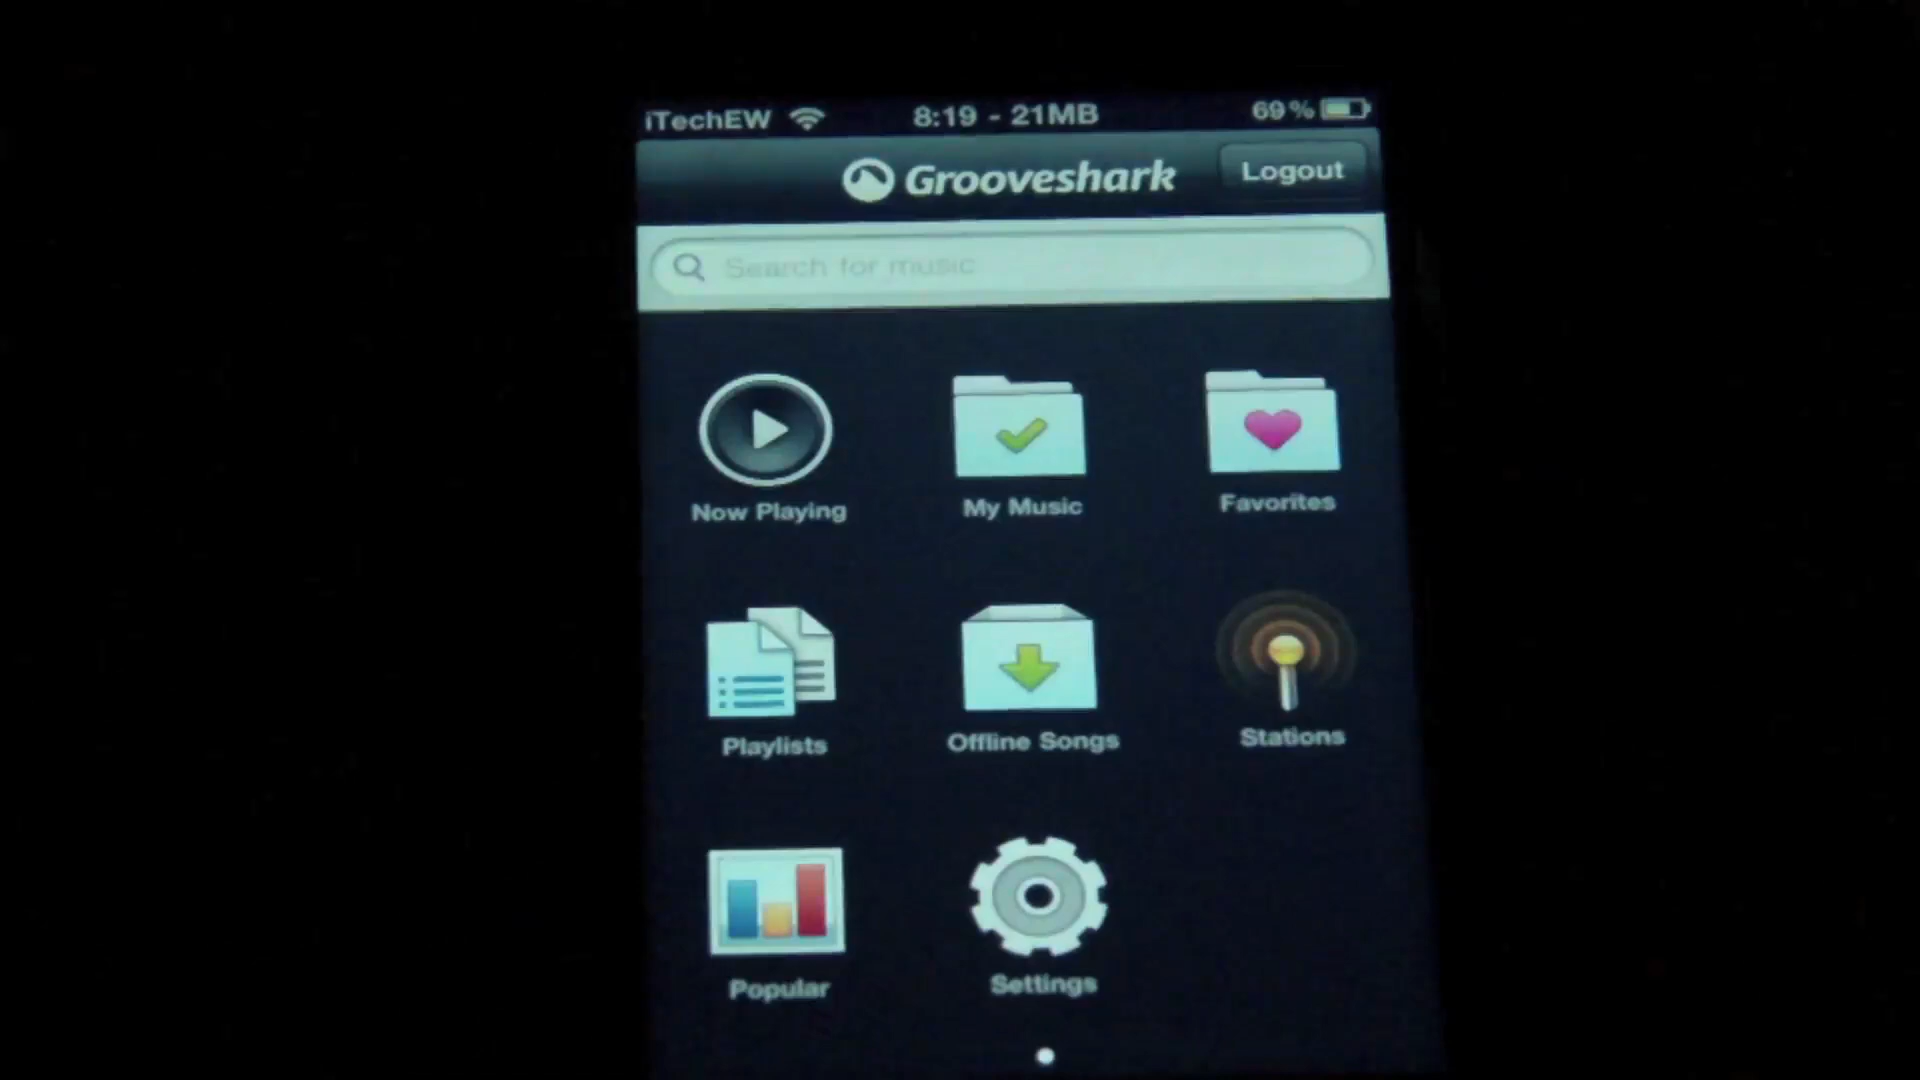 iTechEW 8:19 - 21MB 69%
Grooveshark Logout
Search for music
Now Playing My Music Favorites
Playlists Offline Songs Stations
Popular Settings